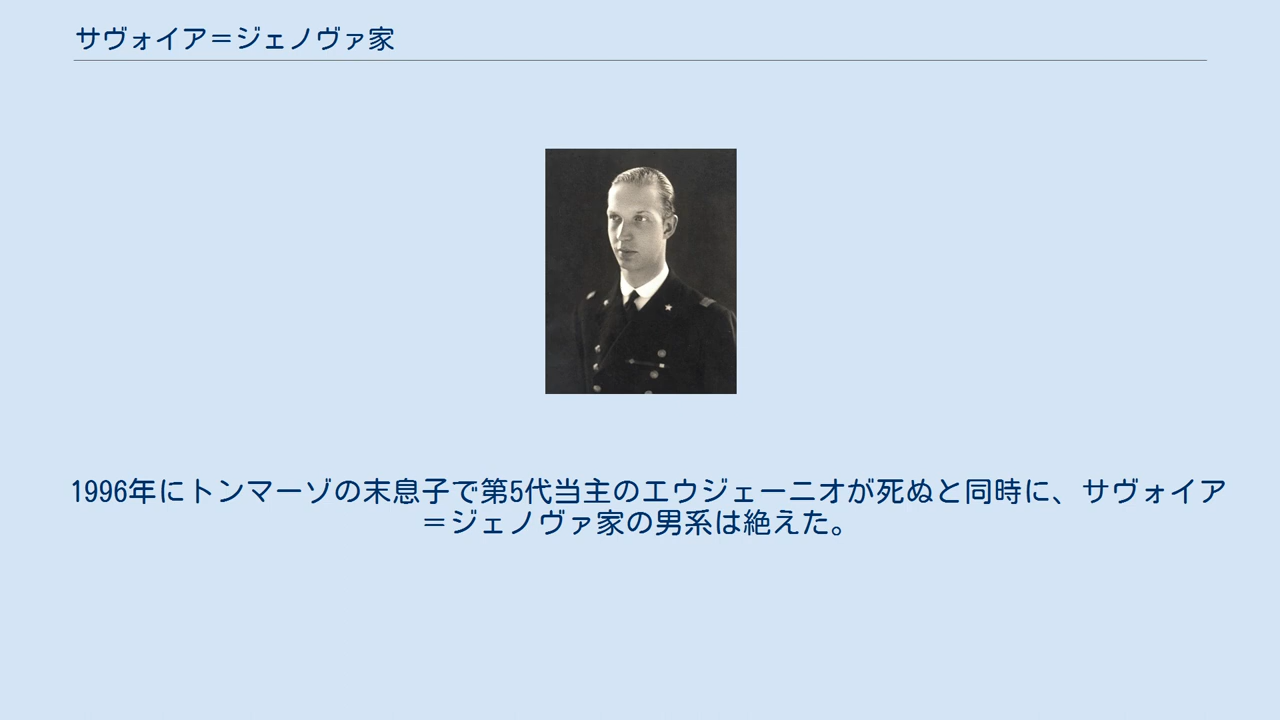 サヴォイア＝ジェノヴァ家
1996年にトンマーゾの末息子で第5代当主のエウジェーニオが死ぬと同時に、サヴォイア
＝ジェノヴァ家の男系は絶えた。